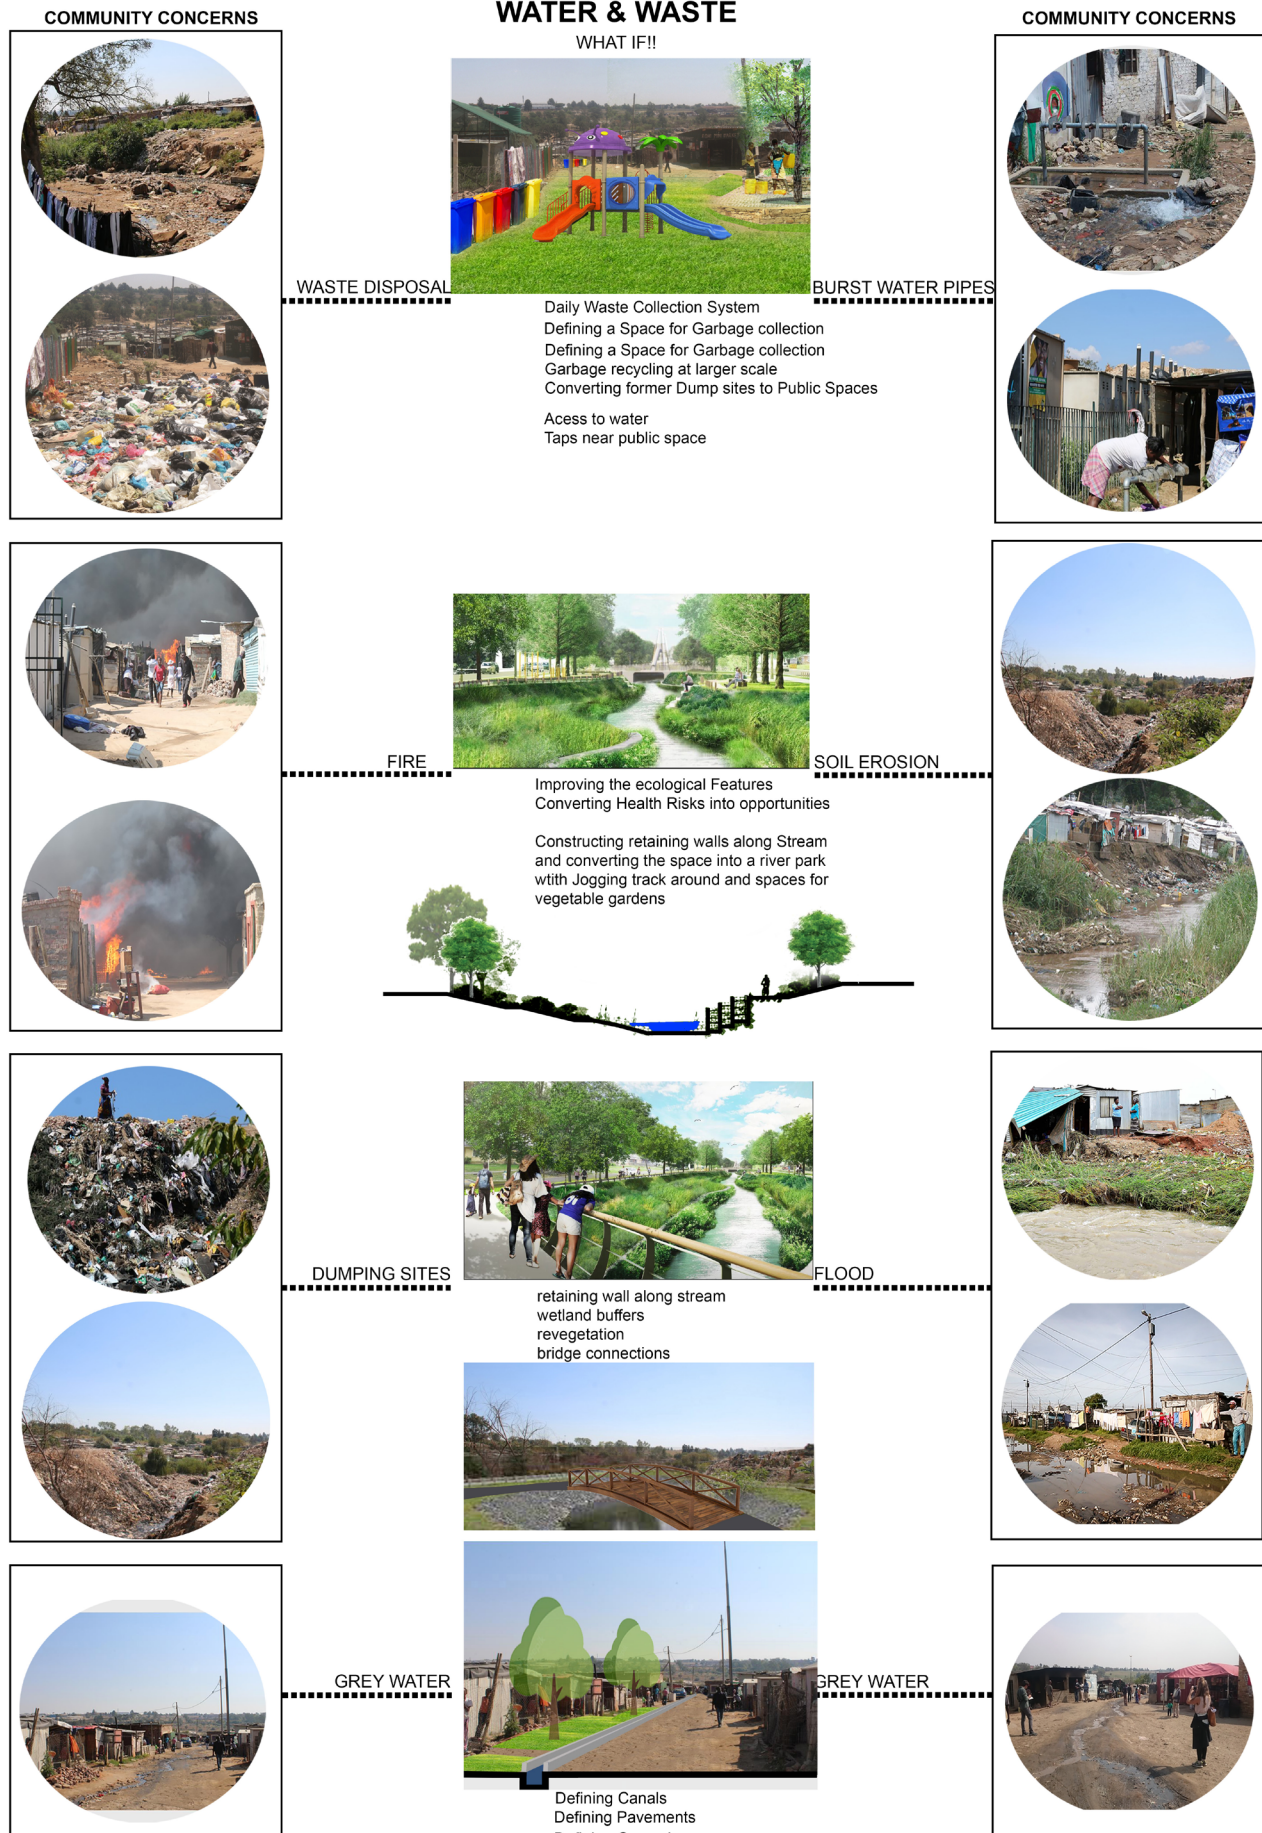 COMMUNITY CONCERNS
WATER & WASTE
COMMUNITY CONCERNS
WHAT IF!!
WASTE DISPOSAL
BURST WATER PIPES
Daily Waste Collection System
Defining a Space for Garbage collection
Defining a Space for Garbage collection
Garbage recycling at larger scale
Converting former Dump sites to Public Spaces
Acess to water
Taps near public space
FIRE
SOIL EROSION
Improving the ecological Features
Converting Health Risks into opportunities
Constructing retaining walls along Stream
and converting the space into a river park
wtith Jogging track around and spaces for
vegetable gardens
DUMPING SITES
FLOOD
retaining wall along stream
wetland buffers
revegetation
bridge connections
GREY WATER
GREY WATER
Defining Canals
Defining Pavements